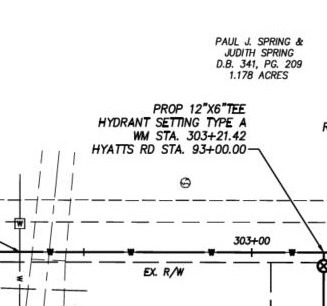 PAUL J. SPRING &
JUDITH SPRING
D.B. 341, PG. 209
1.178 ACRES
PROP 12"X6"TEE
HYDRANT SETTING TYPE A
WM STA. 303+21.42
HYATTS RD STA. 93+00.00
R
S
W
303+00
W
W
W
W
EX. R/W
W